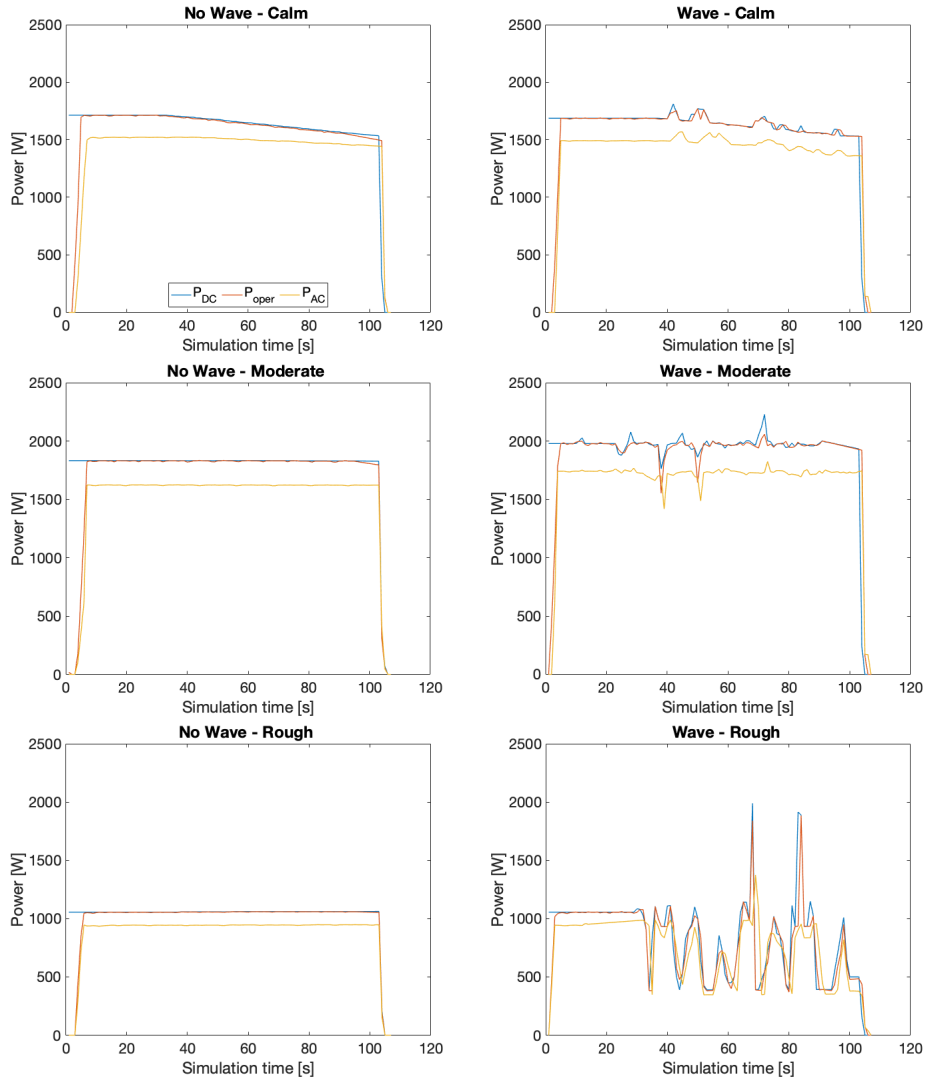 No Wave - Calm
2500
2000
1500
1000
500
0
Power [W]
P_DC P_oper P_AC
0 20 40 60 80 100 120
Simulation time [s]
Wave - Calm
2500
2000
1500
1000
500
0
Power [W]
0 20 40 60 80 100 120
Simulation time [s]
No Wave - Moderate
2500
2000
1500
1000
500
0
Power [W]
0 20 40 60 80 100 120
Simulation time [s]
Wave - Moderate
2500
2000
1500
1000
500
0
Power [W]
0 20 40 60 80 100 120
Simulation time [s]
No Wave - Rough
2500
2000
1500
1000
500
0
Power [W]
0 20 40 60 80 100 120
Simulation time [s]
Wave - Rough
2500
2000
1500
1000
500
0
Power [W]
0 20 40 60 80 100 120
Simulation time [s]